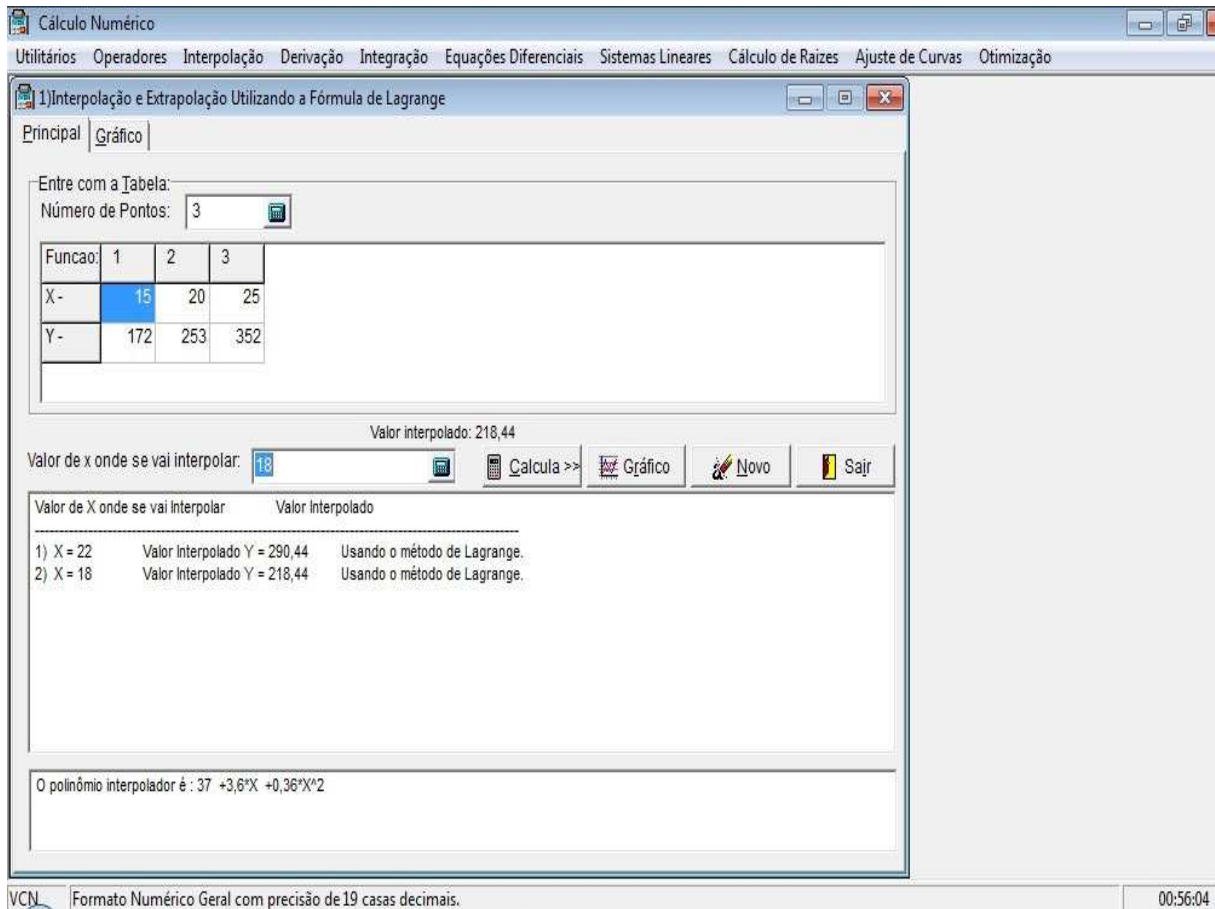 Cálculo Numérico
Utilitários Operadores Interpolação Derivação Integração Equações Diferenciais Sistemas Lineares Cálculo de Raizes Ajuste de Curvas Otimização
1)Interpolação e Extrapolação Utilizando a Fórmula de Lagrange
Principal Gráfico
Entre com a Tabela:
Número de Pontos: 3
Funcao: 1 2 3
X - 15 20 25
Y - 172 253 352
Valor interpolado: 218,44
Valor de x onde se vai interpolar: 18 Calcula >> Gráfico Novo Sair
Valor de X onde se vai Interpolar Valor Interpolado
1) X = 22 Valor Interpolado Y = 290,44 Usando o método de Lagrange.
2) X = 18 Valor Interpolado Y = 218,44 Usando o método de Lagrange.
O polinômio interpolador é : 37 +3,6*X +0,36*X^2
VCN Formato Numérico Geral com precisão de 19 casas decimais. 00:56:04